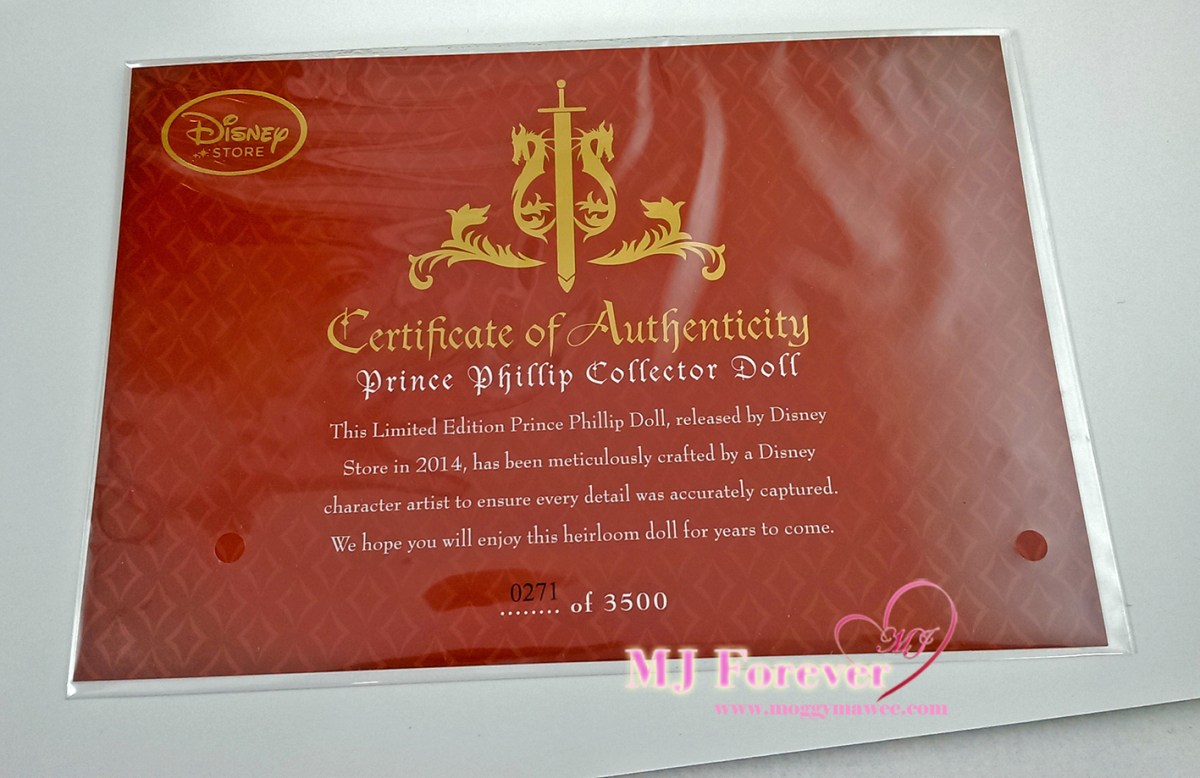 Disney
STORE
Certificate of Authenticity
Prince Phillip Collector Doll
This Limited Edition Prince Phillip Doll, released by Disney
Store in 2014, has been meticulously crafted by a Disney
character artist to ensure every detail was accurately captured.
We hope you will enjoy this heirloom doll for years to come.
0271
........ of 3500
MJ
MJ Forever
www.moggymawee.com